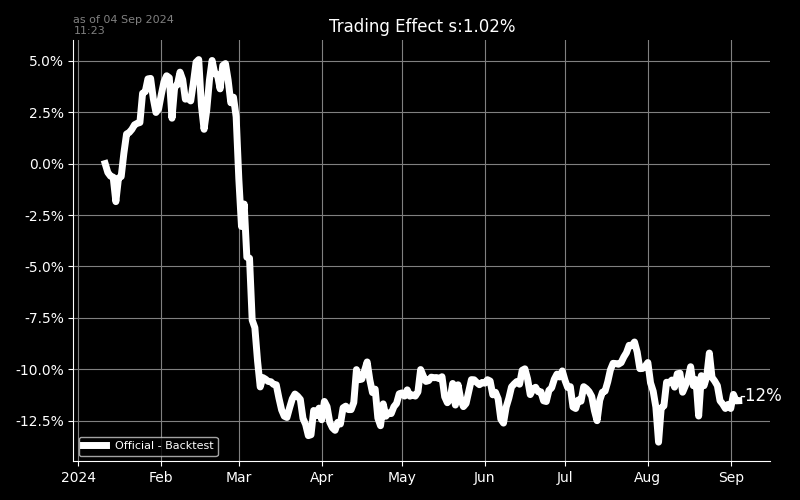 as of 04 Sep 2024
11:23
Trading Effect s:1.02%
5.0%
2.5%
0.0%
-2.5%
-5.0%
-7.5%
-10.0%
-12.5%
-12%
Official - Backtest
2024
Feb
Mar
Apr
May
Jun
Jul
Aug
Sep